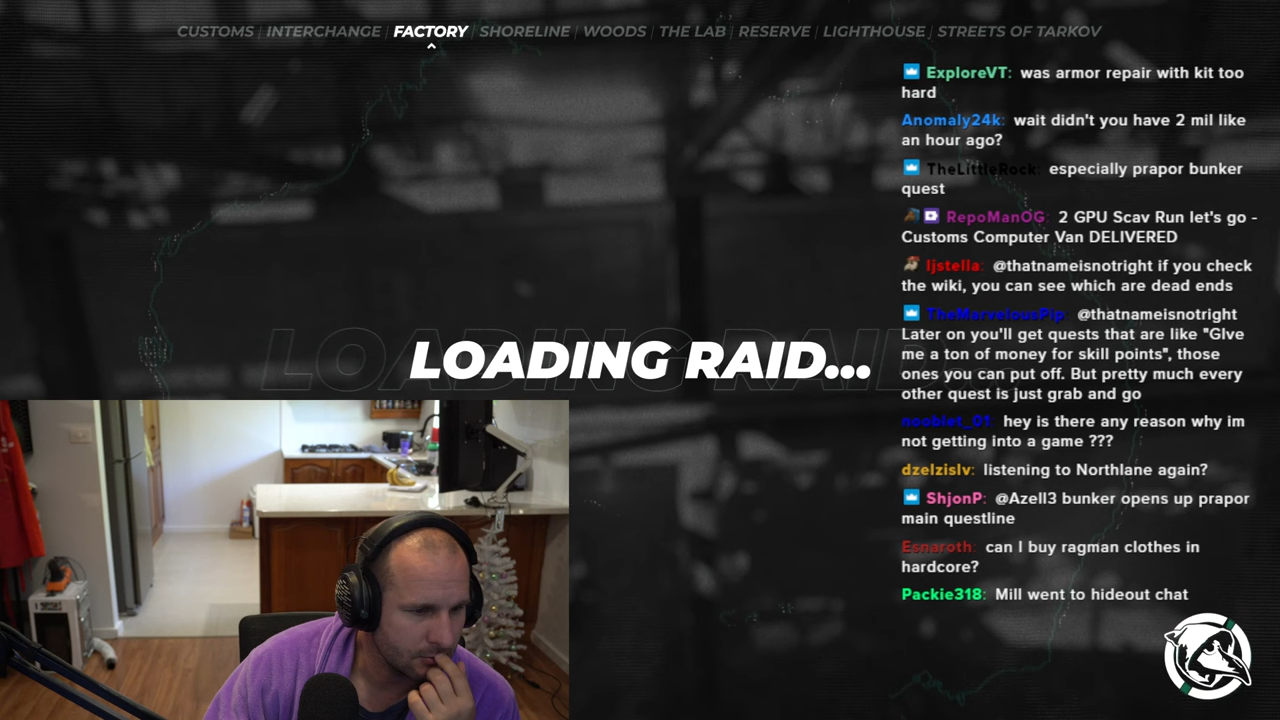 CUSTOMS | INTERCHANGE | FACTORY | SHORELINE | WOODS | THE LAB | RESERVE | LIGHTHOUSE | STREETS OF TARKOV
ExploreVT: was armor repair with kit too
hard
Anomaly24k: wait didn't you have 2 mil like
an hour ago?
TheLittleRock: especially prapor bunker
quest
RepoManOG: 2 GPU Scav Run let's go -
Customs Computer Van DELIVERED
ljstella: @thatnameisnotright if you check
the wiki, you can see which are dead ends
TheMarvelousPip: @thatnameisnotright
Later on you'll get quests that are like "GIve
me a ton of money for skill points", those
ones you can put off. But pretty much every
other quest is just grab and go
nooblet_01: hey is there any reason why im
not getting into a game ???
dzelzislv: listening to Northlane again?
ShjonP: @Azell3 bunker opens up prapor
main questline
Esnaroth: can I buy ragman clothes in
hardcore?
Packie318: Mill went to hideout chat
LOADING RAID...